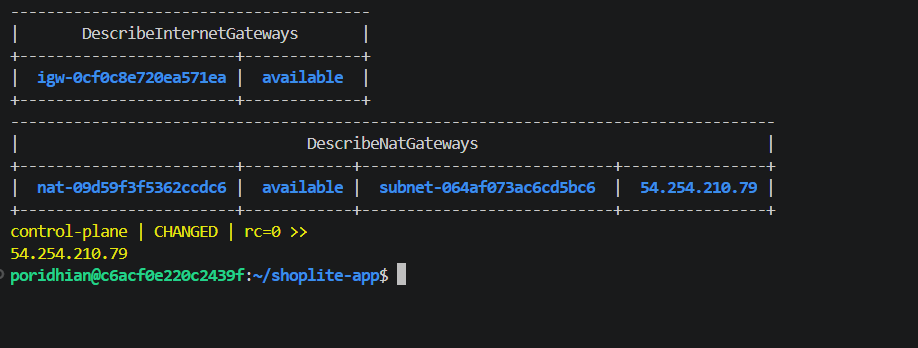 -----------------------------------------
|       DescribeInternetGateways        |
+-------------------------+-------------+
|  igw-0cf0c8e720ea571ea  |  available  |
+-------------------------+-------------+
--------------------------------------------------------------------------------------
|                                 DescribeNatGateways                                |
+-------------------------+------------+----------------------------+----------------+
|  nat-09d59f3f5362ccdc6  |  available |  subnet-064af073ac6cd5bc6  |  54.254.210.79 |
+-------------------------+------------+----------------------------+----------------+
control-plane | CHANGED | rc=0 >>
54.254.210.79
poridhian@c6acf0e220c2439f:~/shoplite-app$